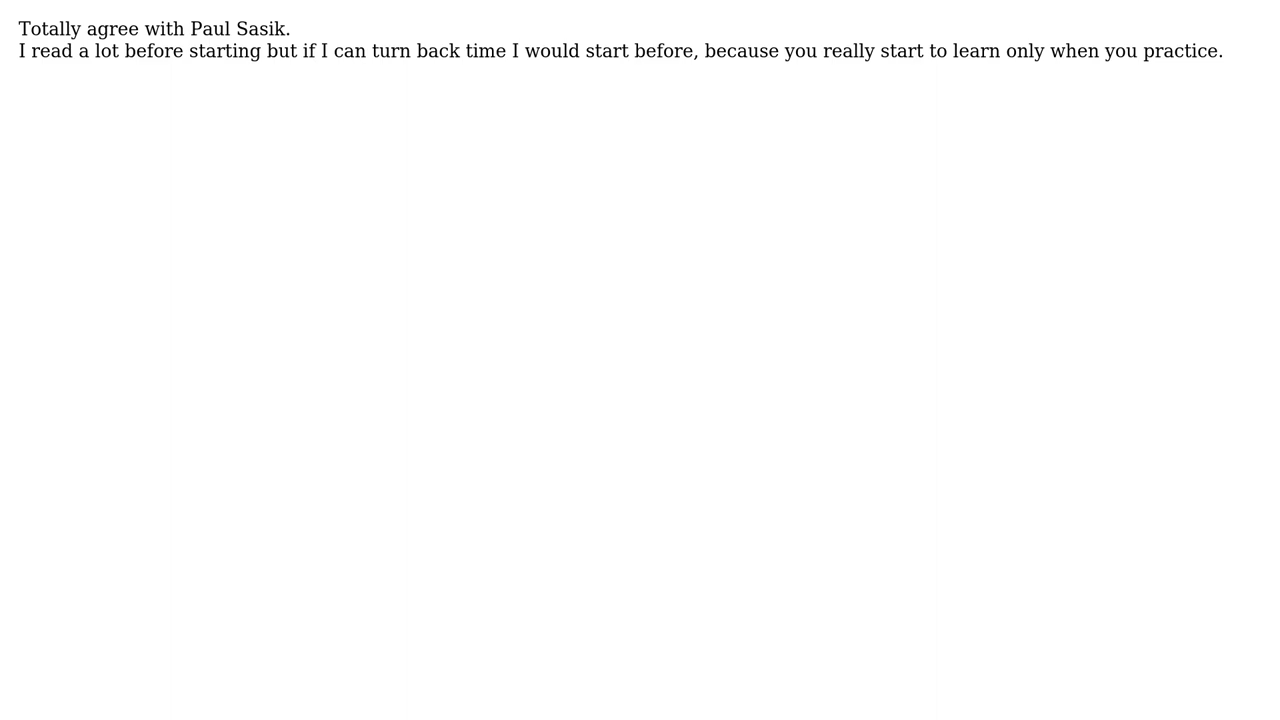 Totally agree with Paul Sasik.
I read a lot before starting but if I can turn back time I would start before, because you really start to learn only when you practice.